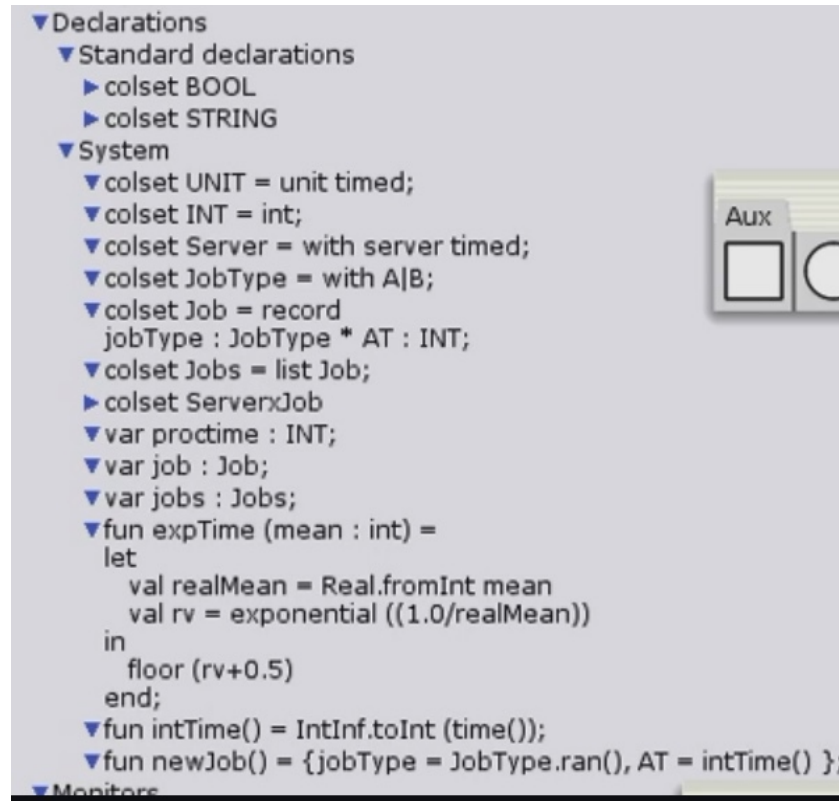 Declarations
Standard declarations
colset BOOL
colset STRING
System
colset UNIT = unit timed;
colset INT = int;
colset Server = with server timed;
colset JobType = with A|B;
colset Job = record
jobType : JobType * AT : INT;
colset Jobs = list Job;
colset ServerxJob
var proctime : INT;
var job : Job;
var jobs : Jobs;
fun expTime (mean : int) =
let
val realMean = Real.fromInt mean
val rv = exponential ((1.0/realMean))
in
floor (rv+0.5)
end;
fun intTime() = IntInf.toInt (time());
fun newJob() = {jobType = JobType.ran(), AT = intTime() };
Monitors
Aux